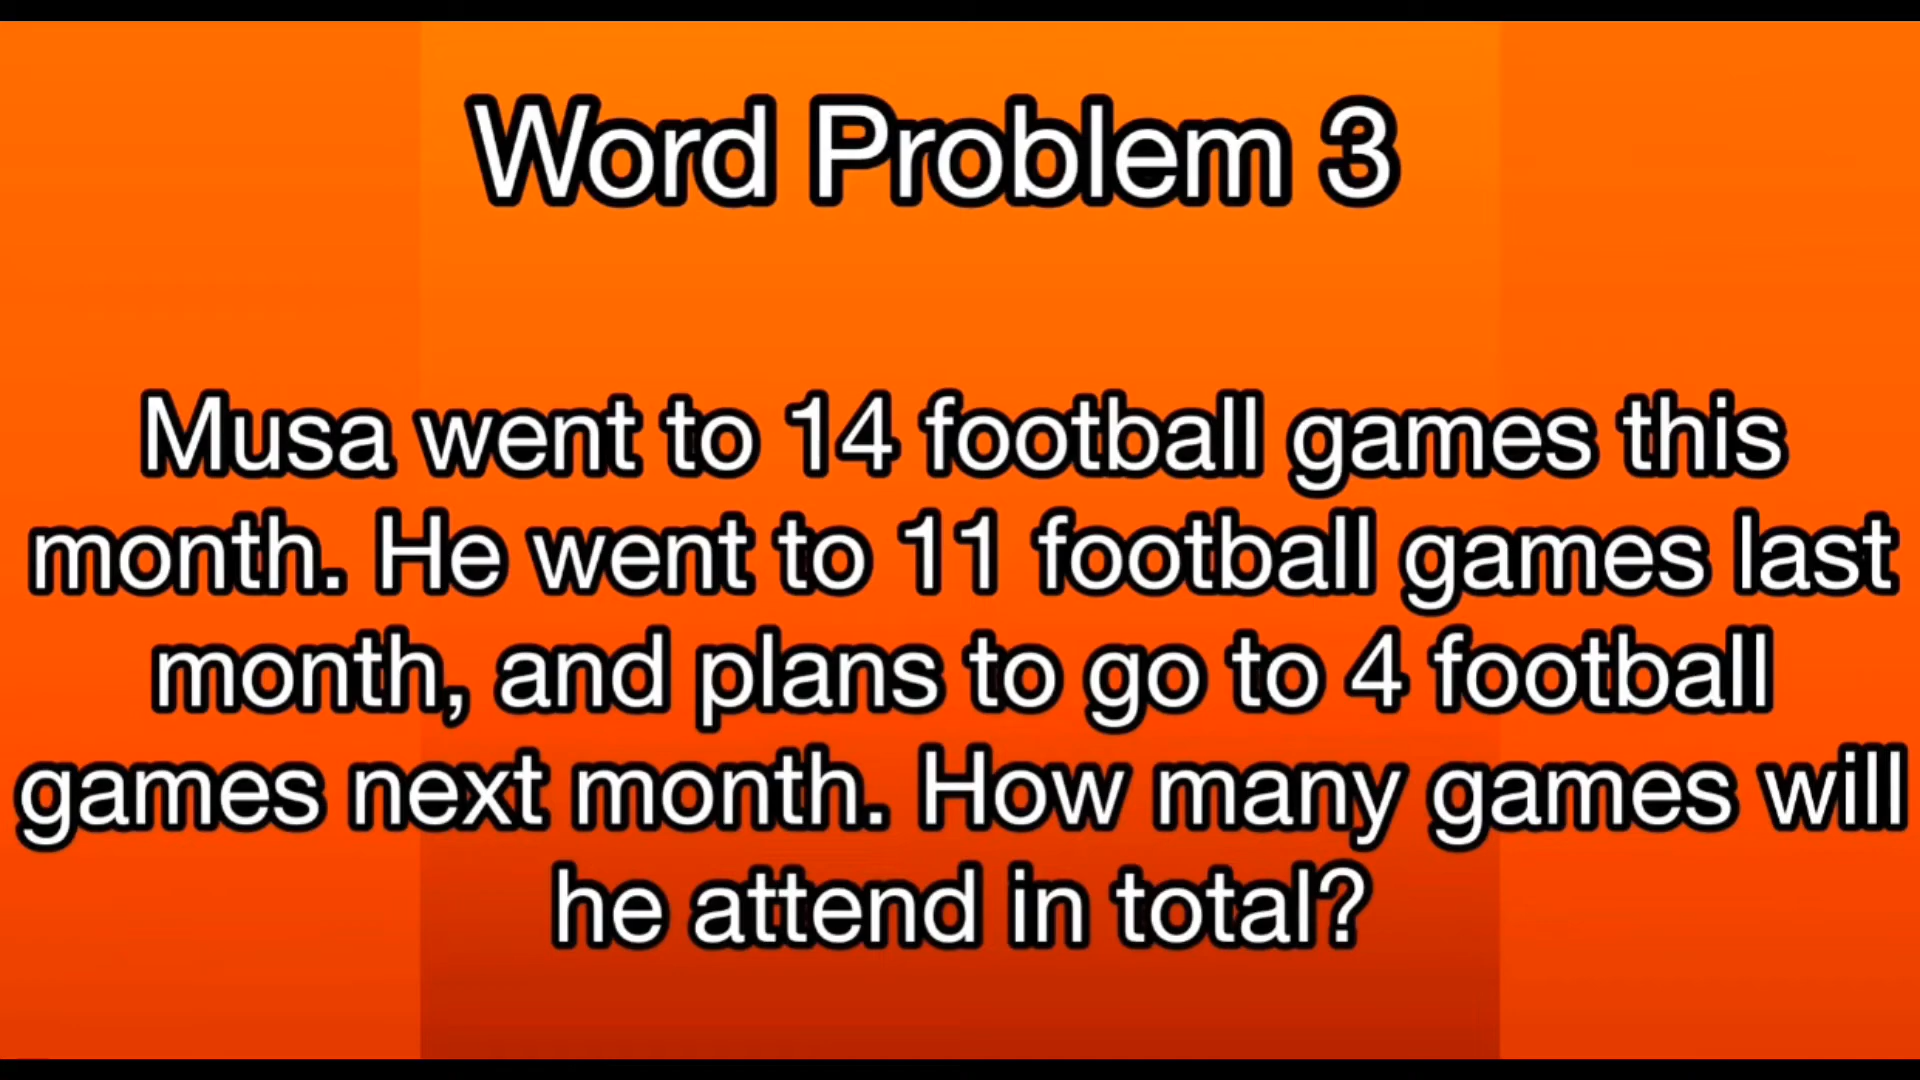 Word Problem 3
Musa went to 14 football games this
month. He went to 11 football games last
month, and plans to go to 4 football
games next month. How many games will
he attend in total?